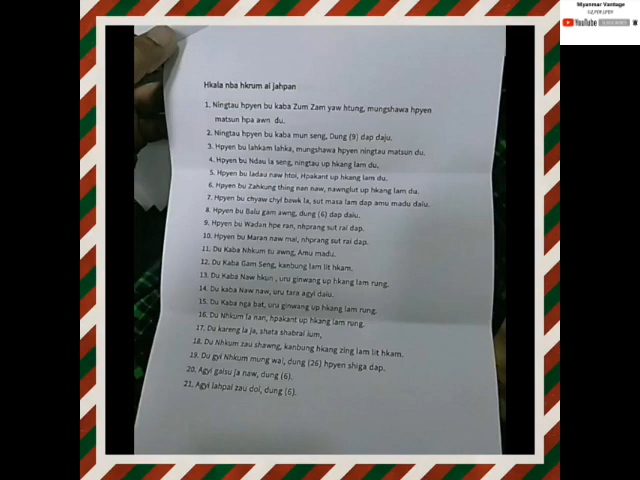 Myanmar Vantage
YouTube
Hkala nba hkrum ai jahpan
1. Ningtau hpyen bu kaba Zum Zam yaw htung, mungshawa hpyen
matsun hpa awn du.
2. Ningtau hpyen bu kaba mun seng, Dung (9) dap daju.
3. Hpyen bu lahkam lahka, mungshawa hpyen ningtau matsun du.
4. Hpyen bu Ndau la seng, ningtau up hkang lam du.
5. Hpyen bu ladau naw htoi, Hpakant up hkang lam du.
6. Hpyen bu Zahkung thing nan naw, nawnglut up hkang lam du.
7. Hpyen bu chyaw chyi bawk la, sut masa lam dap amu madu daiu.
8. Hpyen bu Balu gam awng, dung (6) dap daiu.
9. Hpyen bu Wadan hpe ran, nhprang sut rai dap.
10. Hpyen bu Maran naw mai, nhprang sut rai dap.
11. Du Kaba Nhkum tu awng, Amu madu.
12. Du Kaba Gam Seng, kanbung lam lit hkam.
13. Du Kaba Naw hkun , uru ginwang up hkang lam rung.
14. Du kaba Naw naw, uru tara agyi daiu.
15. Du Kaba nga bat, uru ginwang up hkang lam rung.
16. Du Nhkum la nan, hpakant up hkang lam rung.
17. Du kareng la ja, shata shabrai lum,
18. Du Nhkum zau shawng, kanbung hkang zing lam lit hkam.
19. Du gyi Nhkum mung wai, dung (26) hpyen shiga dap.
20. Agyi gaisu ja naw, dung (6).
21. Agyi lahpai zau doi, dung (6).